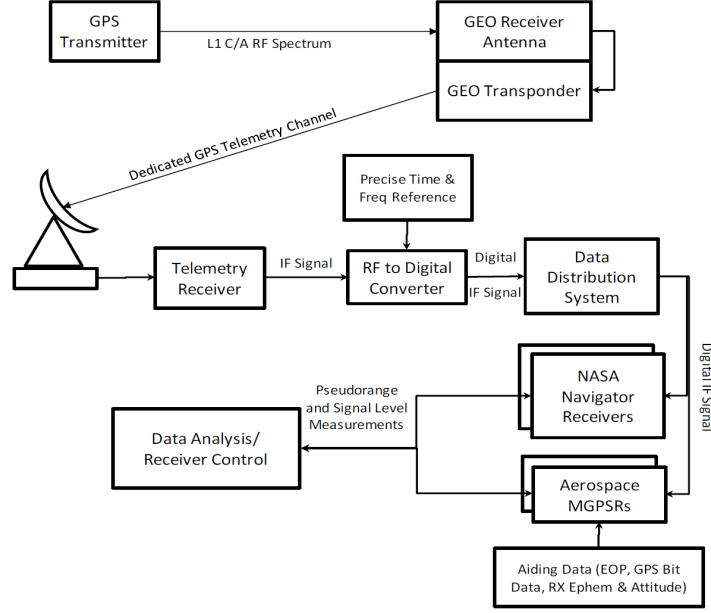 GPS
Transmitter
L1 C/A RF Spectrum
GEO Receiver
Antenna
GEO Transponder
Dedicated GPS Telemetry Channel
Precise Time &
Freq Reference
Telemetry
Receiver
IF Signal
RF to Digital
Converter
Digital
IF Signal
Data
Distribution
System
Digital IF Signal
NASA
Navigator
Receivers
Pseudorange
and Signal Level
Measurements
Data Analysis/
Receiver Control
Aerospace
MGPSRs
Aiding Data (EOP, GPS Bit
Data, RX Ephem & Attitude)